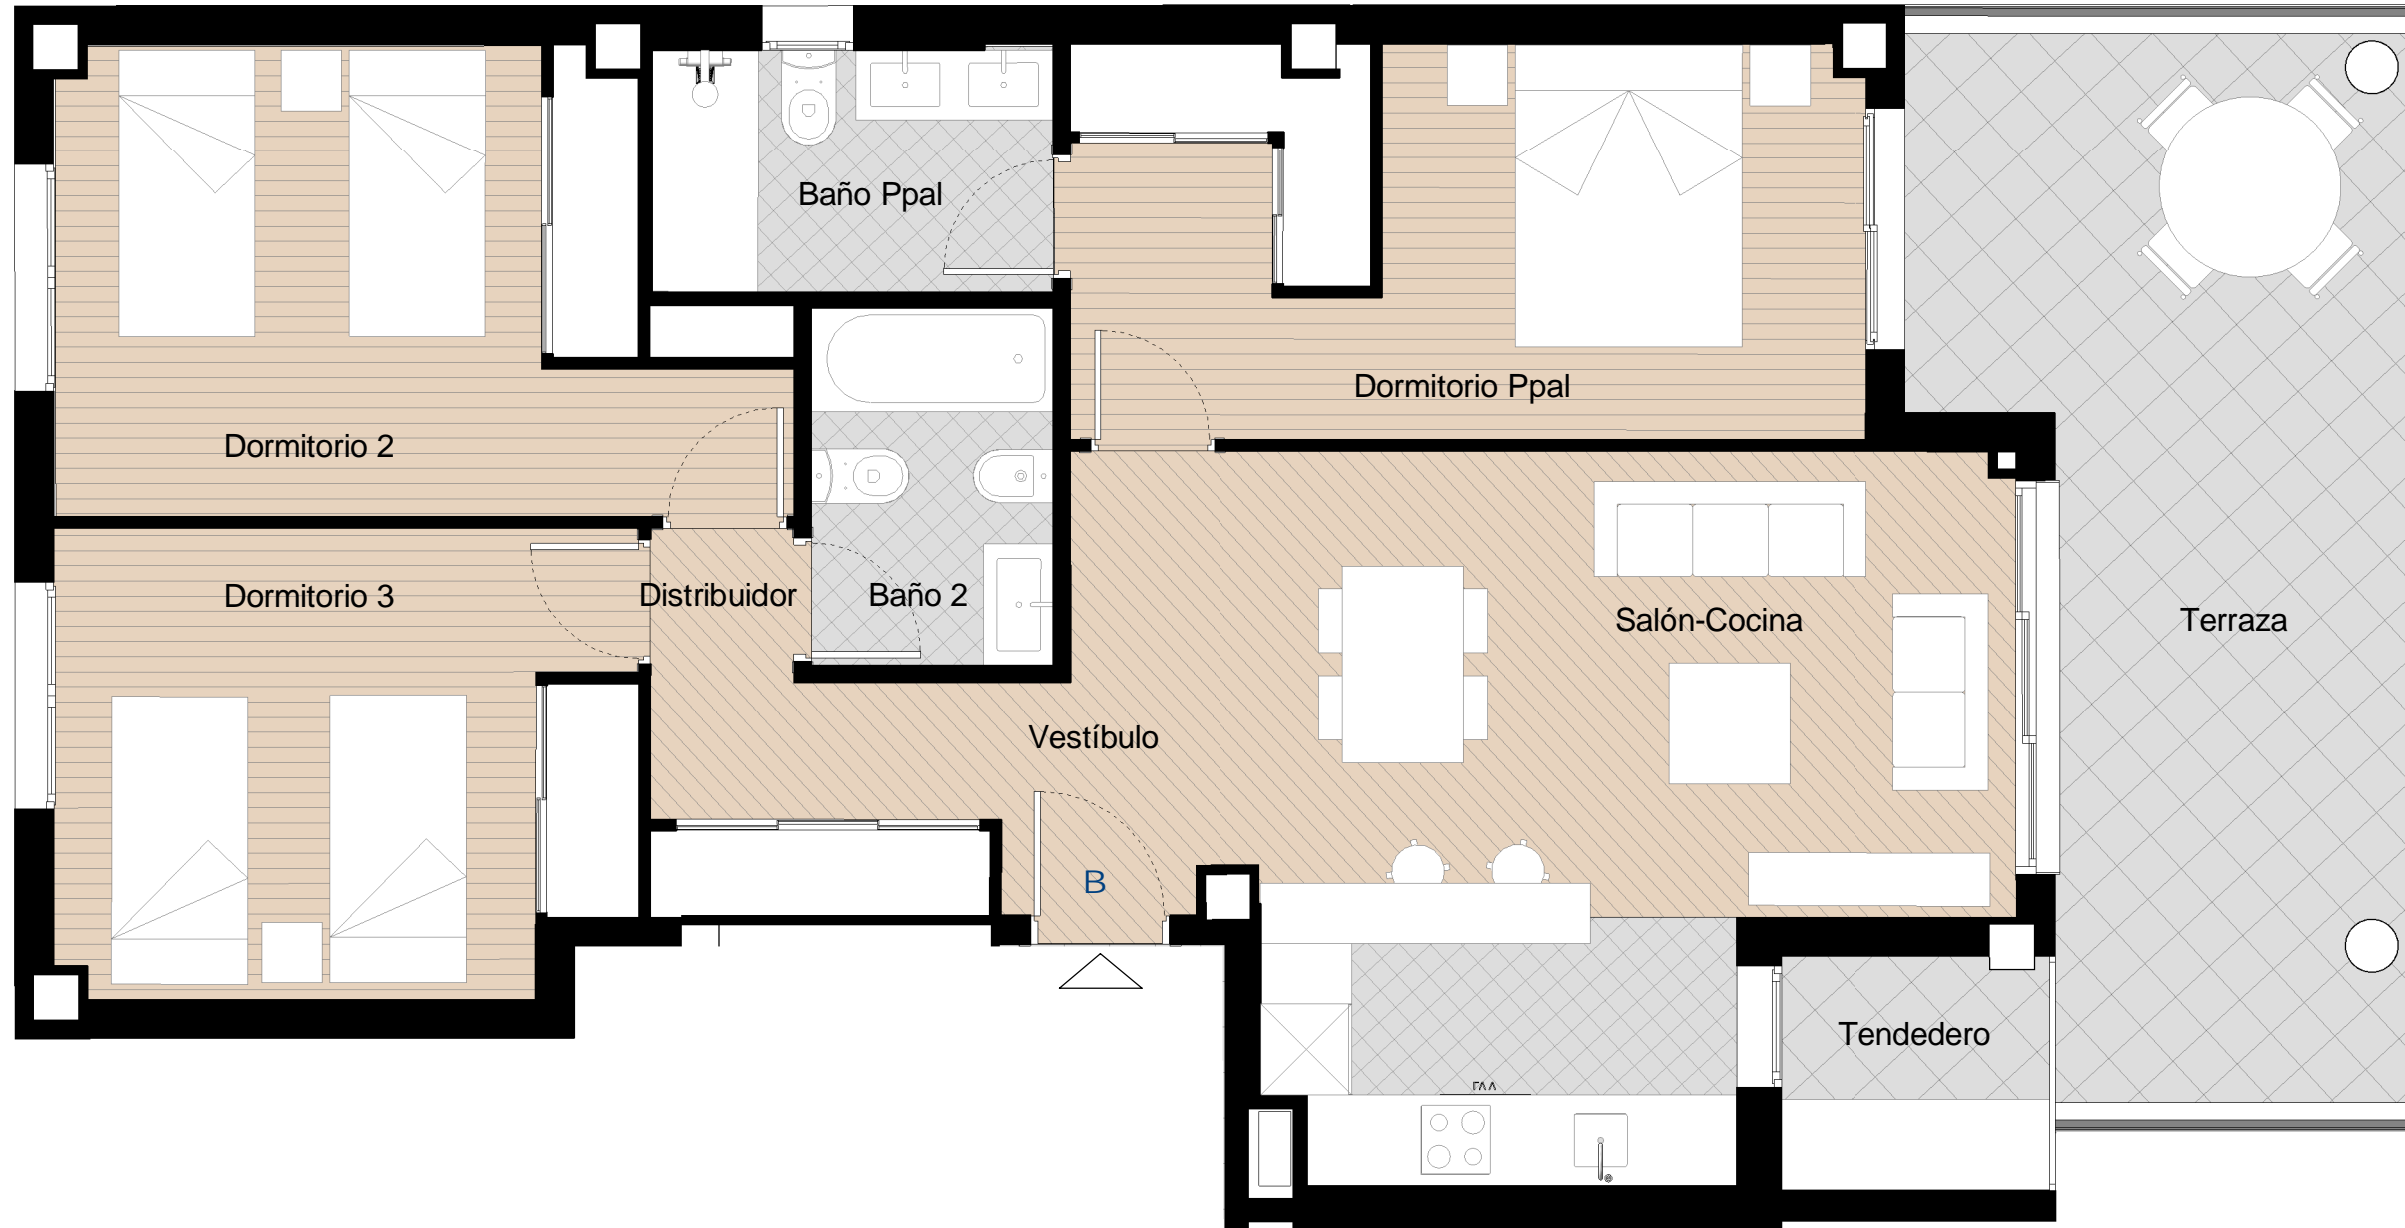 Baño Ppal
Dormitorio Ppal
Dormitorio 2
Dormitorio 3
Distribuidor
Baño 2
Salón-Cocina
Terraza
Vestíbulo
B
Tendedero